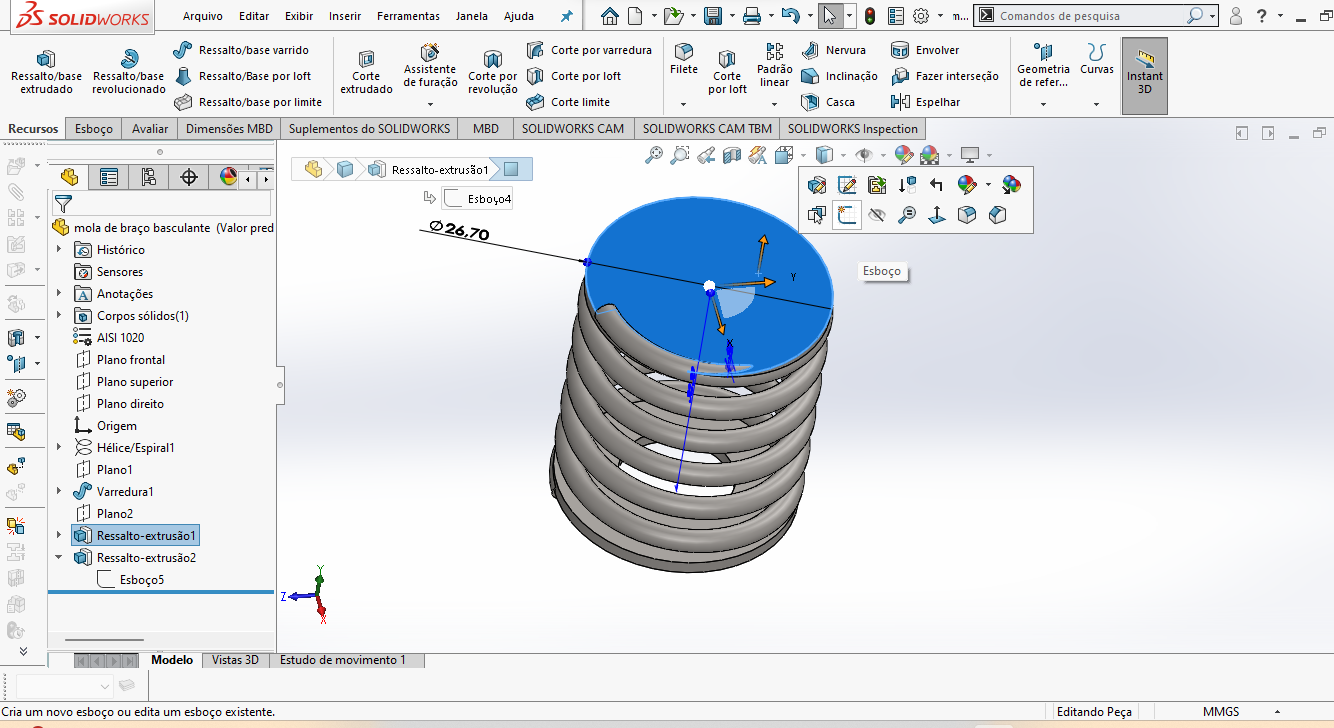 SOLIDWORKS
Arquivo Editar Exibir Inserir Ferramentas Janela Ajuda
m...
Comandos de pesquisa
?
Ressalto/base extrudado
Ressalto/base revolucionado
Ressalto/base varrido
Ressalto/Base por loft
Ressalto/base por limite
Corte extrudado
Assistente de furação
Corte por revolução
Corte por varredura
Corte por loft
Corte limite
Filete
Corte por loft
Padrão linear
Nervura
Inclinação
Casca
Envolver
Fazer interseção
Espelhar
Geometria de refer...
Curvas
Instant 3D
Recursos Esboço Avaliar Dimensões MBD Suplementos do SOLIDWORKS MBD SOLIDWORKS CAM SOLIDWORKS CAM TBM SOLIDWORKS Inspection
Ressalto-extrusão1
Esboço4
mola de braço basculante (Valor pred
Histórico
Sensores
Anotações
Corpos sólidos(1)
AISI 1020
Plano frontal
Plano superior
Plano direito
Origem
Hélice/Espiral1
Plano1
Varredura1
Plano2
Ressalto-extrusão1
Ressalto-extrusão2
Esboço5
Ø26,70
Y
X
Esboço
Y
Z
X
Modelo Vistas 3D Estudo de movimento 1
Cria um novo esboço ou edita um esboço existente.
Editando Peça
MMGS